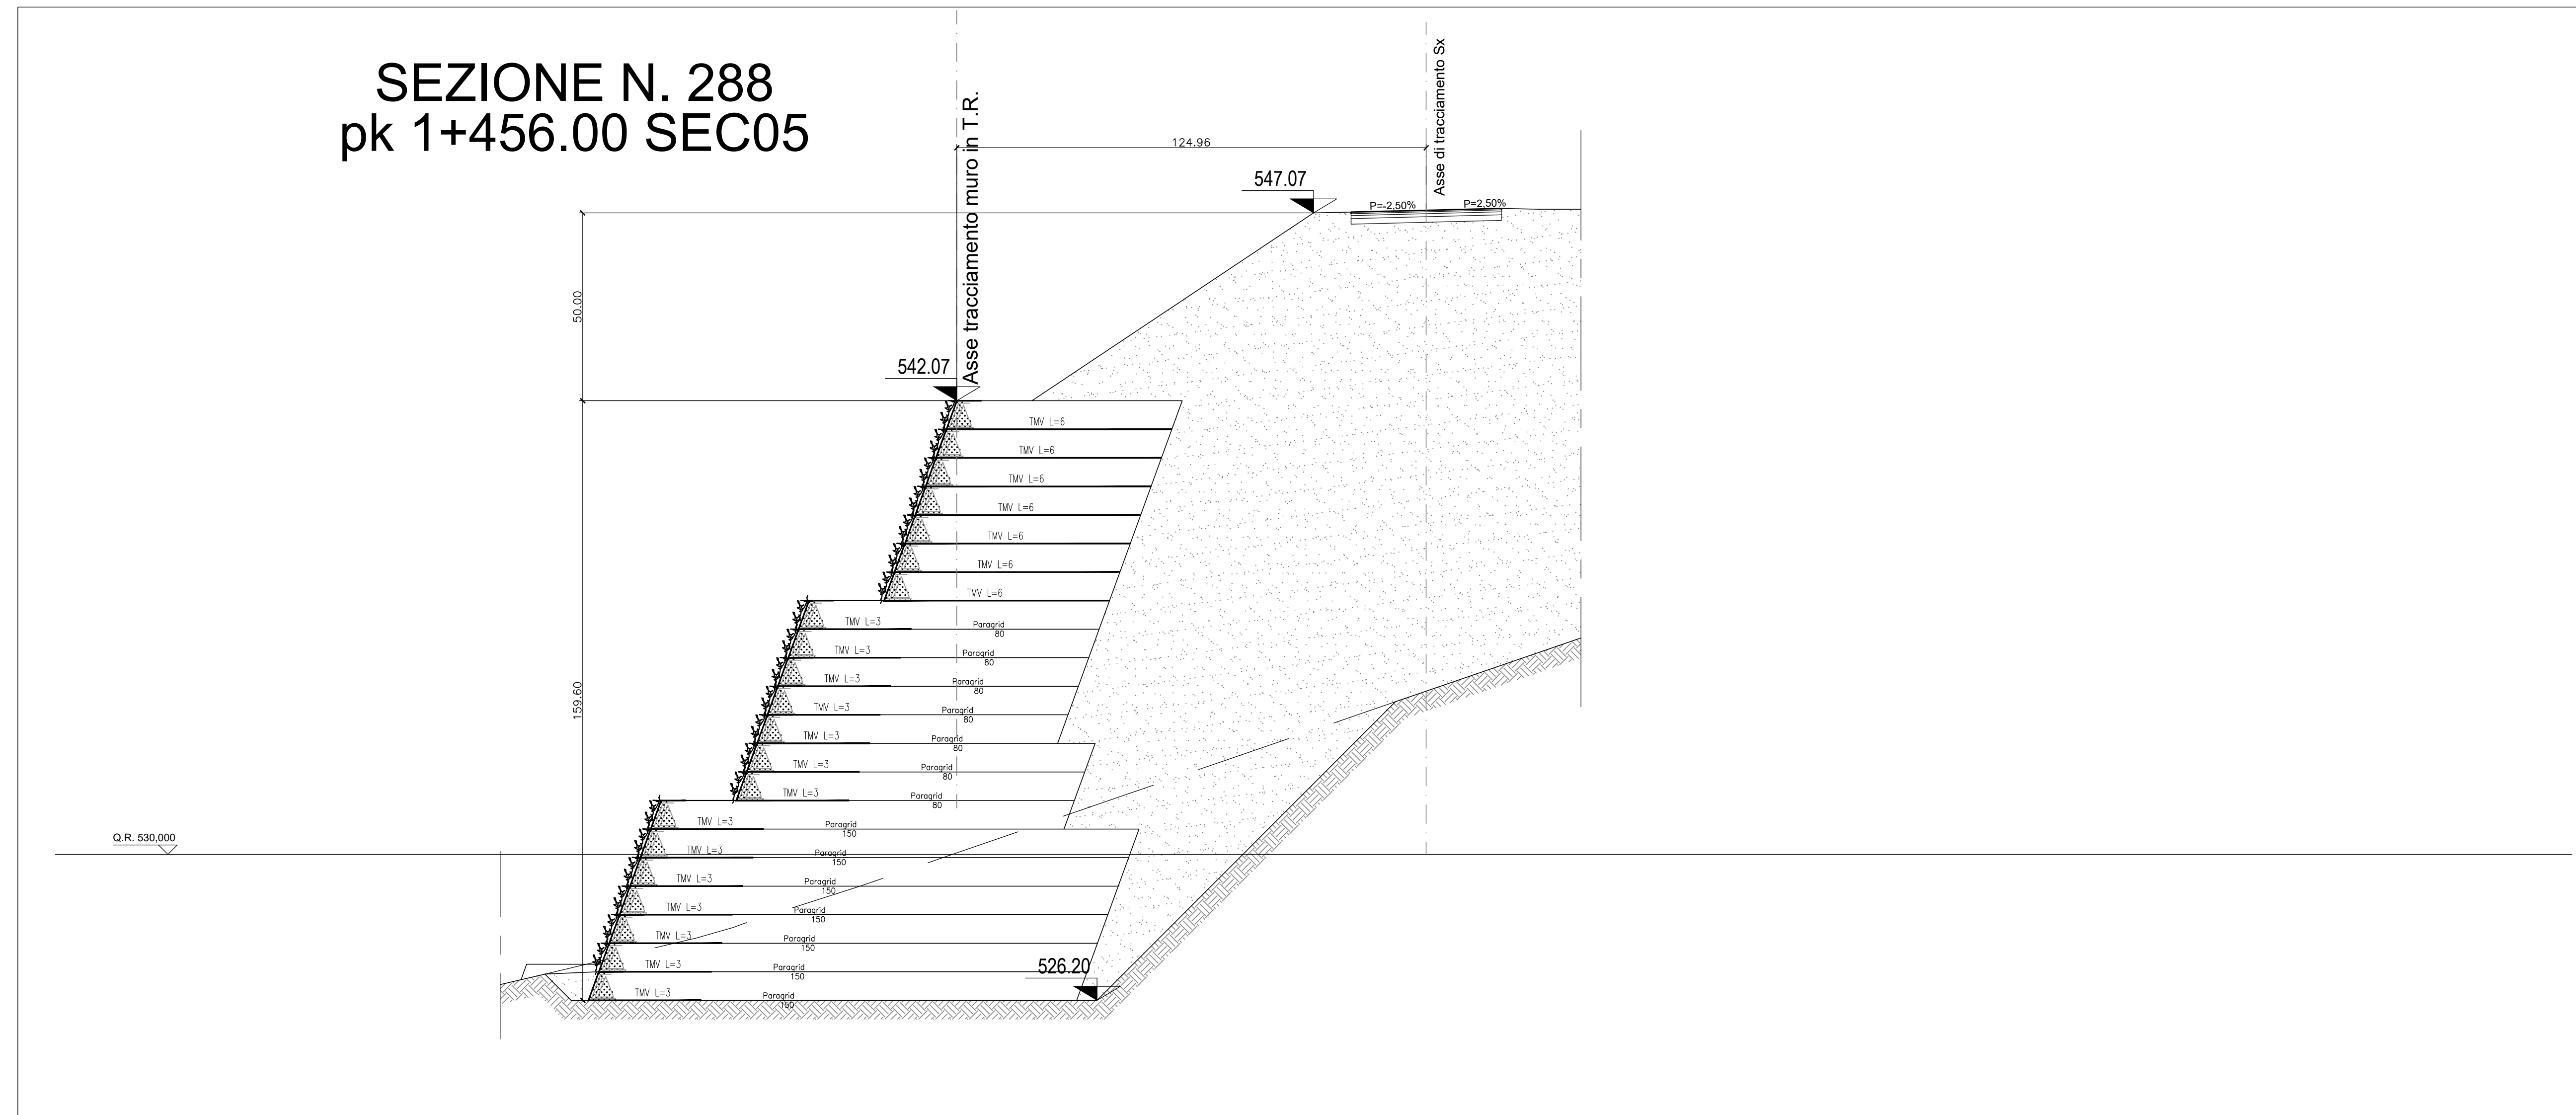 SEZIONE N. 288
pk 1+456.00 SEC05
Asse tracciamento muro in T.R.
Asse di tracciamento Sx
124.96
547.07
P=-2,50%
P=2,50%
50.00
542.07
TMV L=6
TMV L=6
TMV L=6
TMV L=6
TMV L=6
TMV L=6
TMV L=6
159.60
TMV L=3
Paragrid
80
TMV L=3
Paragrid
80
TMV L=3
Paragrid
80
TMV L=3
Paragrid
80
TMV L=3
Paragrid
80
TMV L=3
Paragrid
80
TMV L=3
Paragrid
80
TMV L=3
Paragrid
150
Q.R. 530,000
TMV L=3
Paragrid
150
TMV L=3
Paragrid
150
TMV L=3
Paragrid
150
TMV L=3
Paragrid
150
TMV L=3
Paragrid
150
526.20
TMV L=3
Paragrid
150